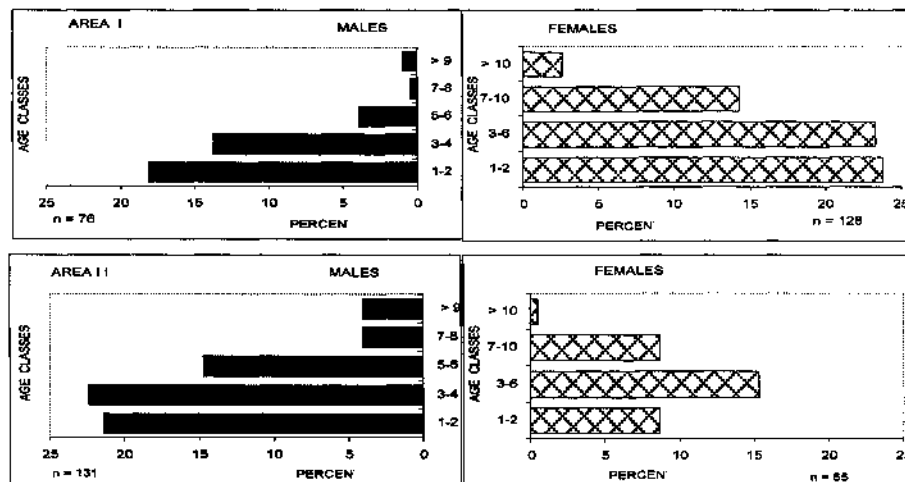 AREA I MALES
AGE CLASSES
> 9
7-8
5-6
3-4
1-2
25 20 15 10 5 0
n = 76 PERCEN
FEMALES
AGE CLASSES
> 10
7-10
3-6
1-2
0 5 10 15 20 25
PERCEN n = 128
AREA I I MALES
AGE CLASSES
> 9
7-8
5-6
3-4
1-2
25 20 15 10 5 0
n = 131 PERCEN
FEMALES
AGE CLASSES
> 10
7-10
3-6
1-2
0 5 10 15 20 25
PERCEN